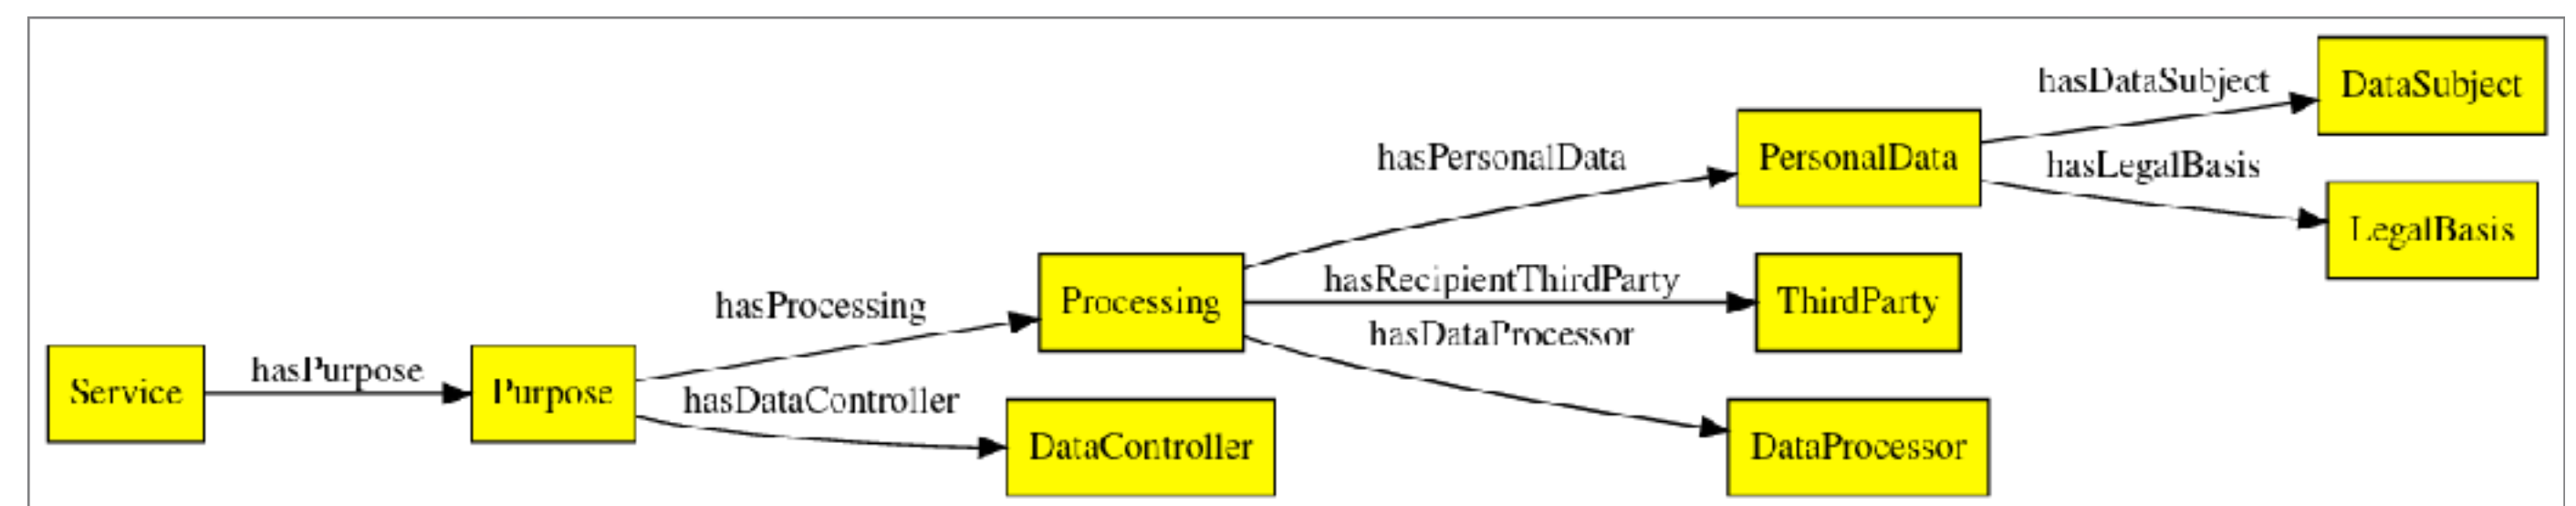 hasDataSubject
DataSubject
hasPersonalData
PersonalData
hasLegalBasis
LegalBasis
hasProcessing
Processing
hasRecipientThirdParty
ThirdParty
hasDataProcessor
Service
hasPurpose
Purpose
hasDataController
DataController
DataProcessor